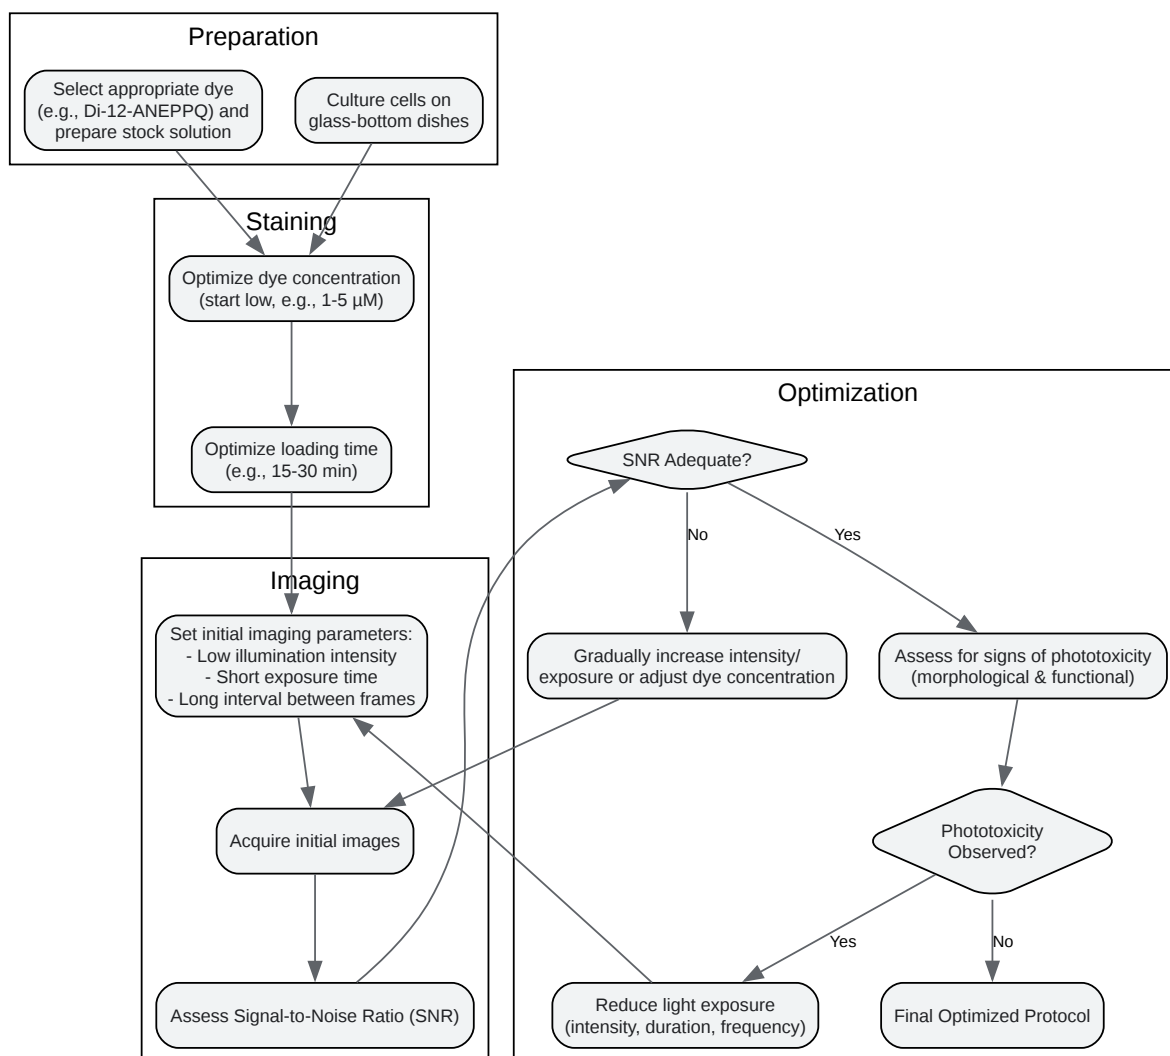 Preparation
Select appropriate dye
(e.g., Di-12-ANEPPQ) and
prepare stock solution
Culture cells on
glass-bottom dishes
Staining
Optimize dye concentration
(start low, e.g., 1-5 µM)
Optimize loading time
(e.g., 15-30 min)
Imaging
Set initial imaging parameters:
- Low illumination intensity
- Short exposure time
- Long interval between frames
Acquire initial images
Assess Signal-to-Noise Ratio (SNR)
Optimization
SNR Adequate?
No
Yes
Gradually increase intensity/
exposure or adjust dye concentration
Assess for signs of phototoxicity
(morphological & functional)
Phototoxicity
Observed?
Yes
No
Reduce light exposure
(intensity, duration, frequency)
Final Optimized Protocol